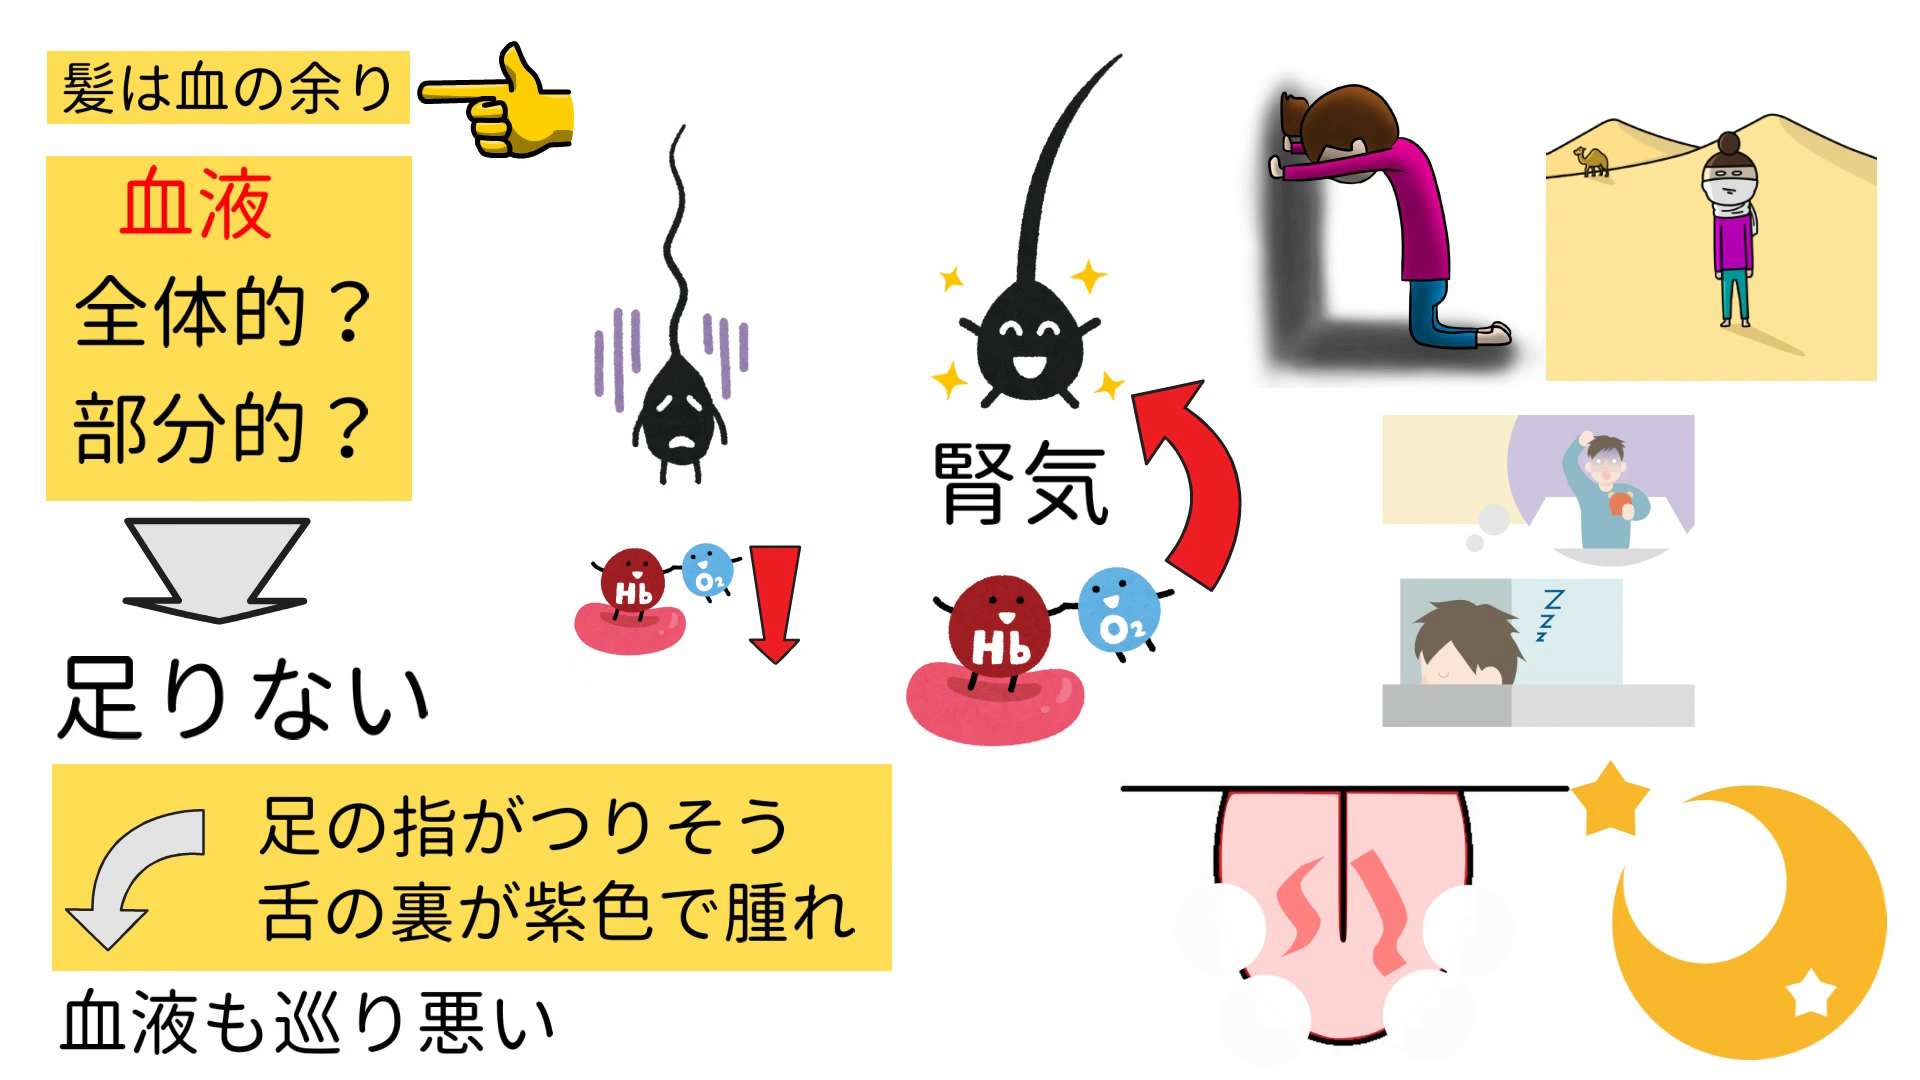 髪は血の余り
血液
全体的？
部分的？
足りない
足の指がつりそう
舌の裏が紫色で腫れ
血液も巡り悪い
Hb
O2
腎気
Hb
O2
Z
Z
Z